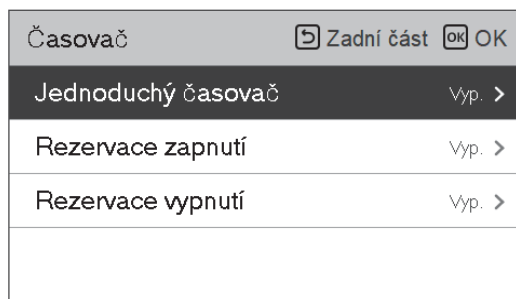 Časovač Zadní část OK OK
Jednoduchý časovač Vyp. >
Rezervace zapnutí Vyp. >
Rezervace vypnutí Vyp. >